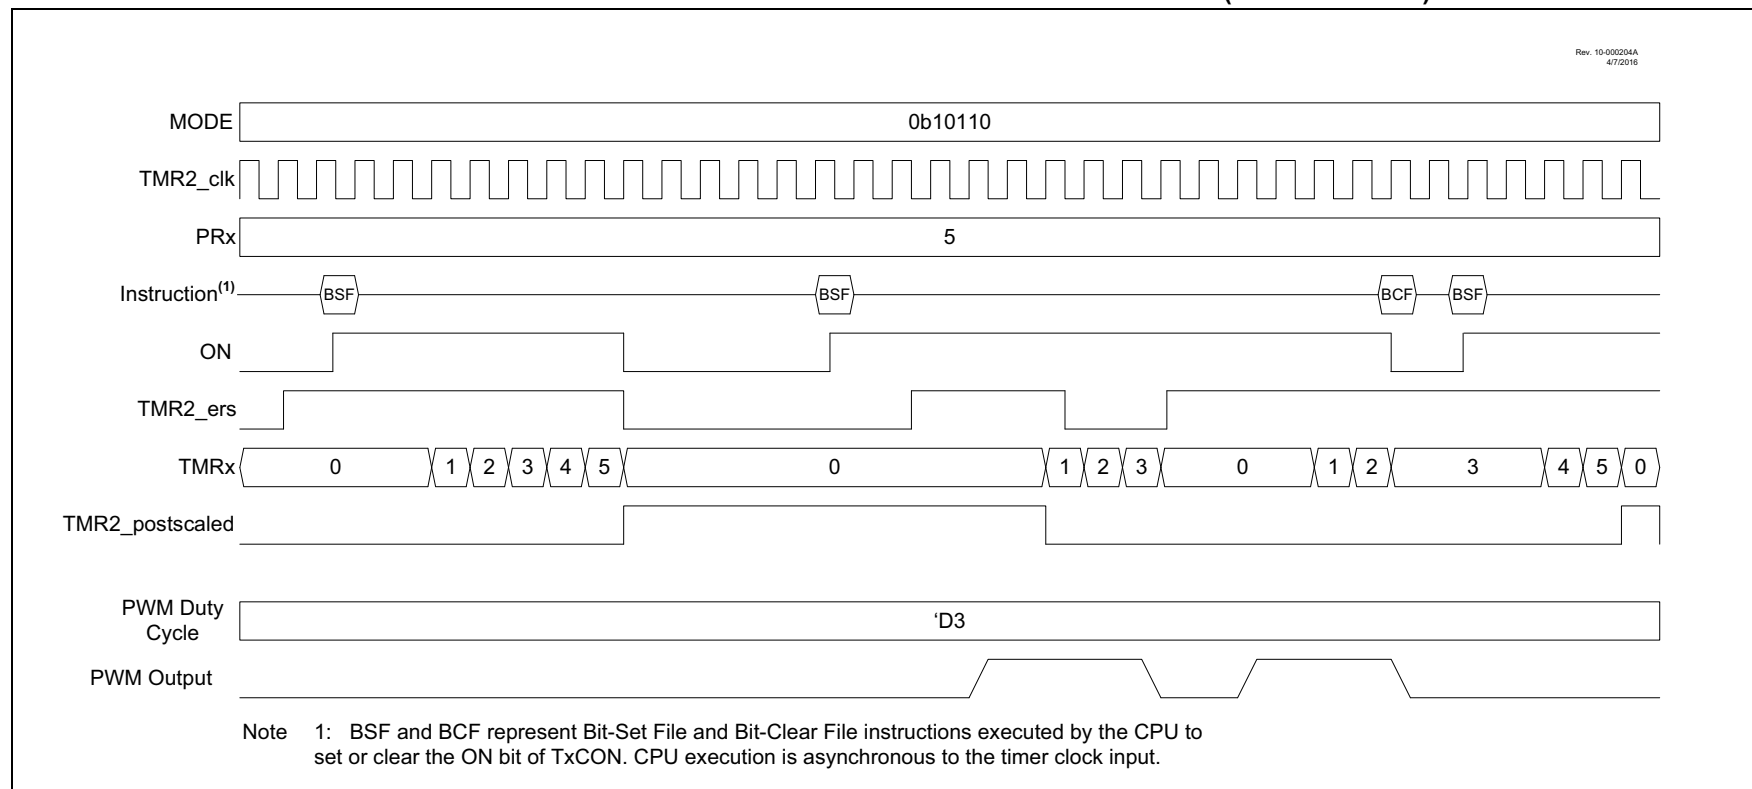 Rev. 10-000204A
4/7/2016
MODE 0b10110
TMR2_clk
PRx 5
Instruction(1) BSF BSF BCF BSF
ON
TMR2_ers
TMRx 0 1 2 3 4 5 0 1 2 3 0 1 2 3 4 5 0
TMR2_postscaled
PWM Duty
Cycle
‘D3
PWM Output
Note 1: BSF and BCF represent Bit-Set File and Bit-Clear File instructions executed by the CPU to
set or clear the ON bit of TxCON. CPU execution is asynchronous to the timer clock input.